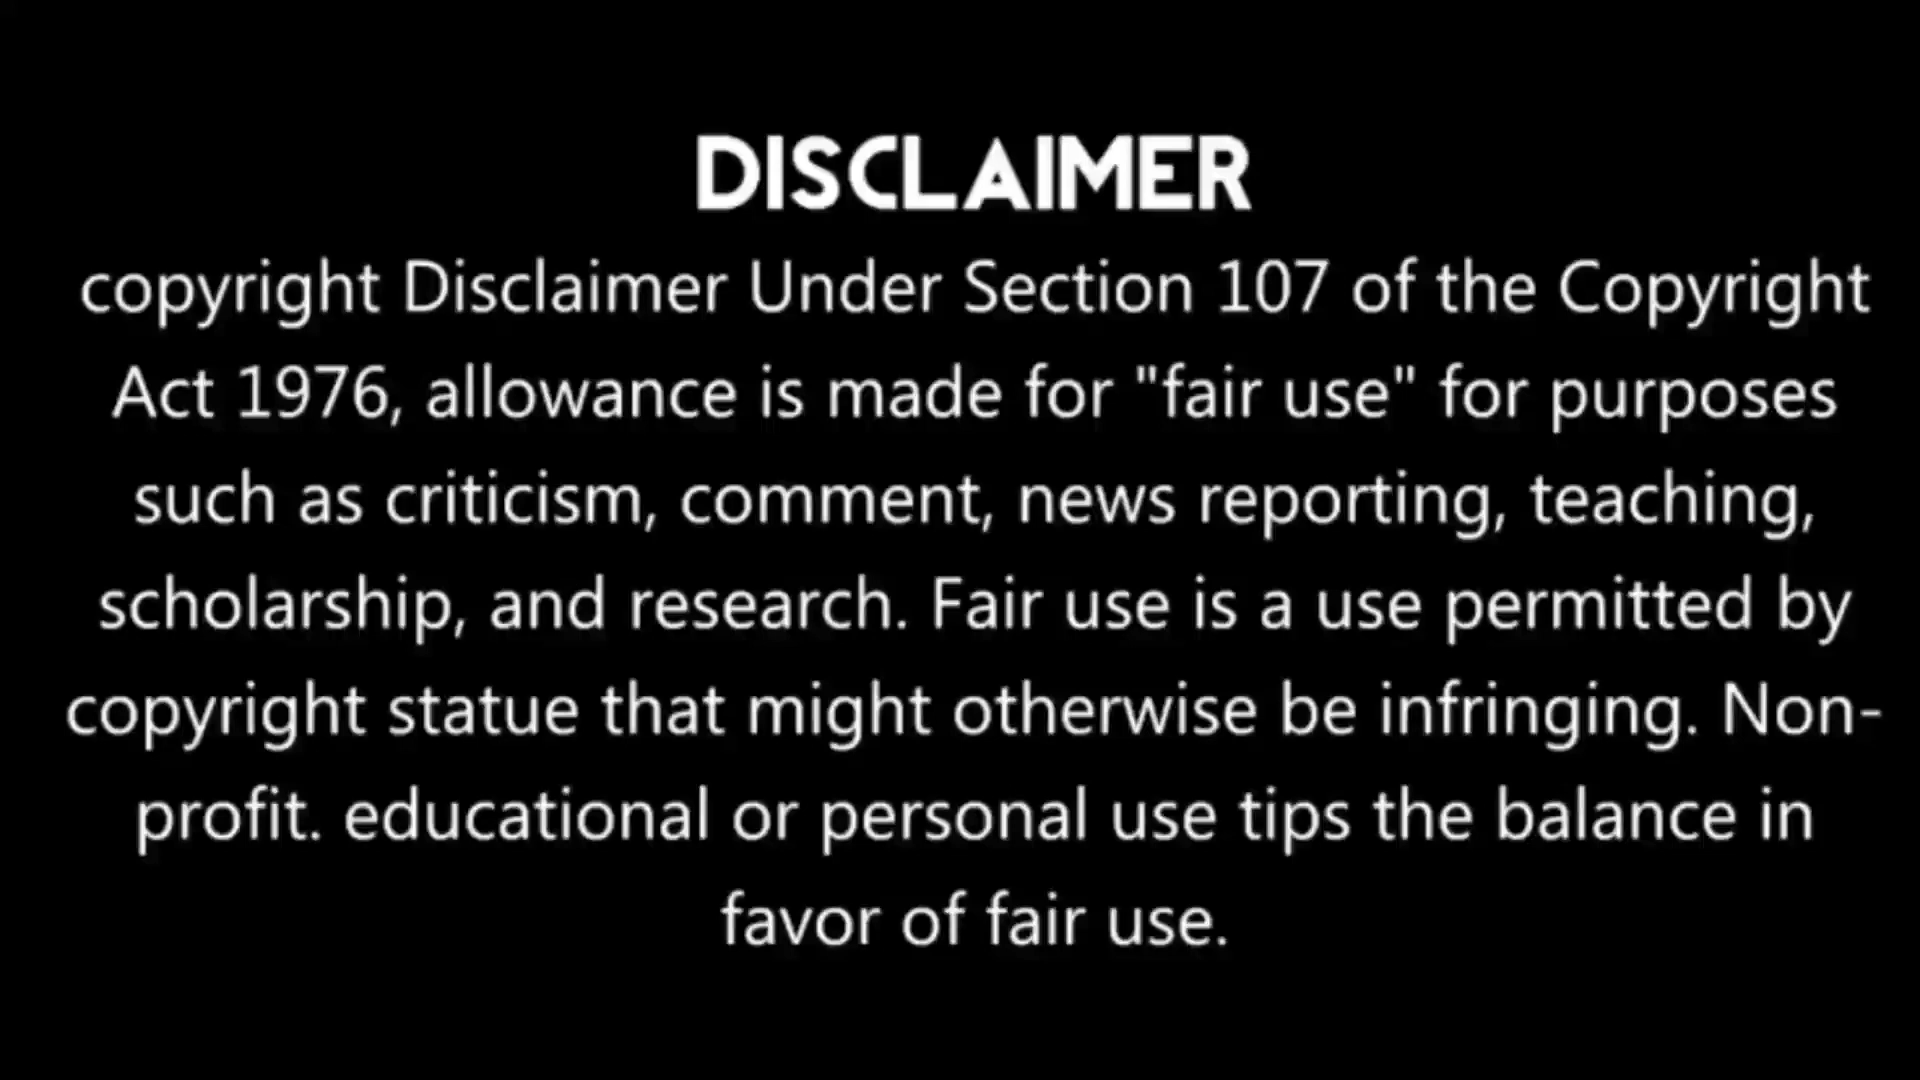 DISCLAIMER
copyright Disclaimer Under Section 107 of the Copyright
Act 1976, allowance is made for "fair use" for purposes
such as criticism, comment, news reporting, teaching,
scholarship, and research. Fair use is a use permitted by
copyright statue that might otherwise be infringing. Non-
profit. educational or personal use tips the balance in
favor of fair use.